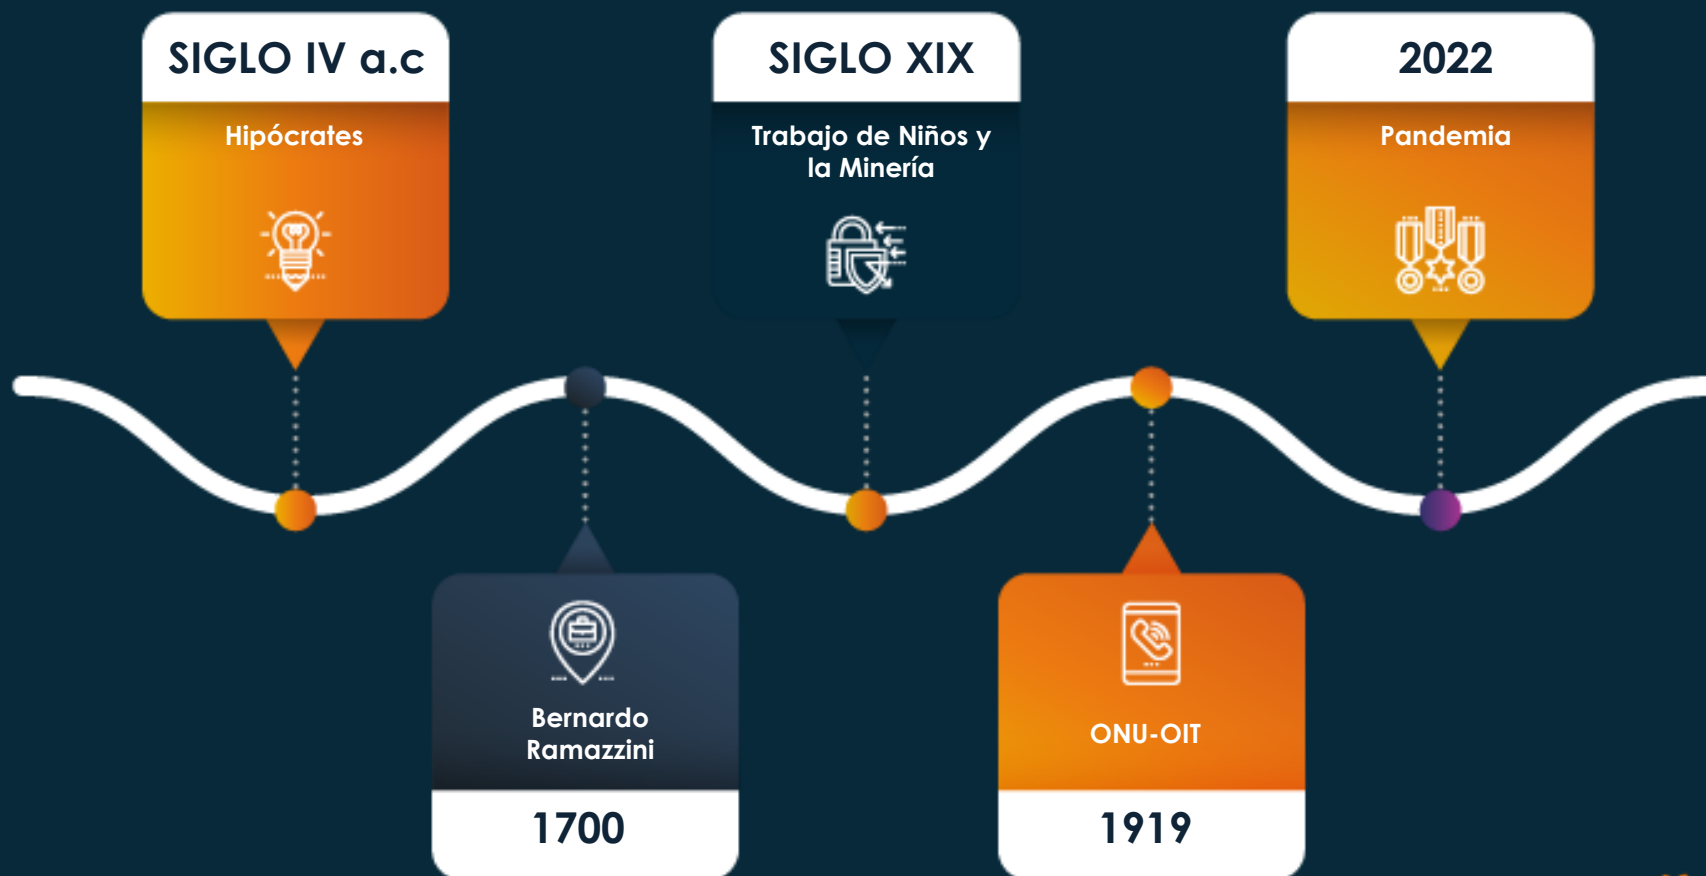 SIGLO IV a.c
Hipócrates
Bernardo
Ramazzini
1700
SIGLO XIX
Trabajo de Niños y
la Minería
ONU-OIT
1919
2022
Pandemia